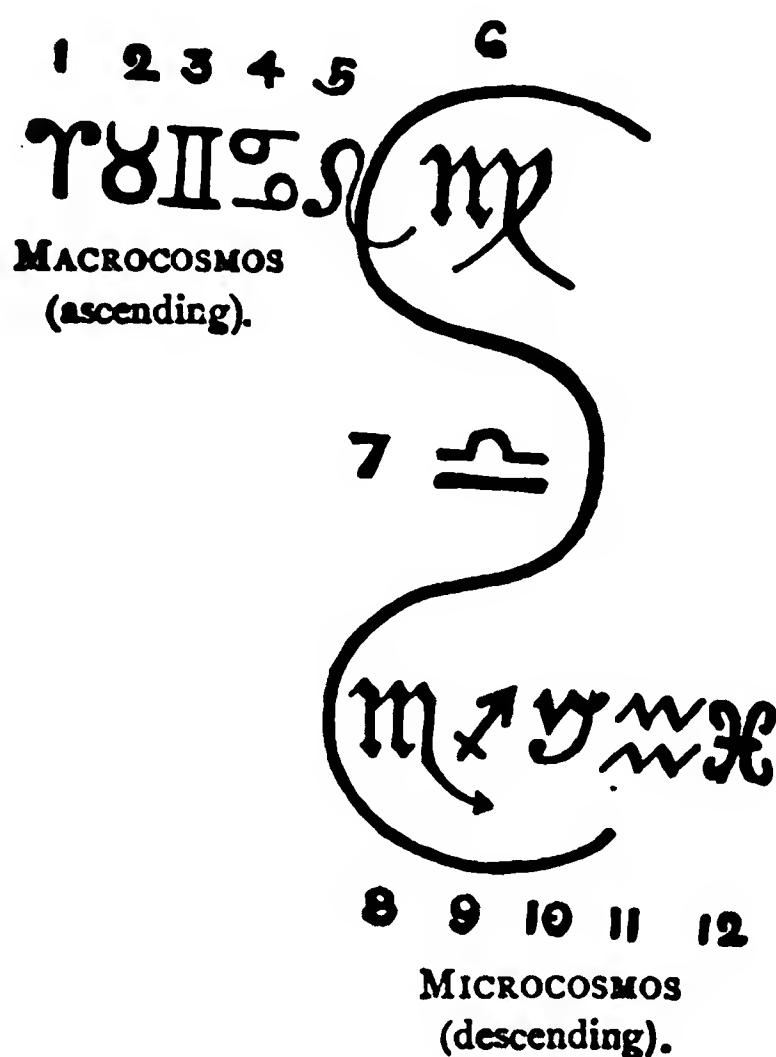 1 2 3 4 5 6
♈♉♊♋♌ ♍
MACROCOSMOS
(ascending).
7 ♎
♏♐♑♒♓
8 9 10 11 12
MICROCOSMOS
(descending).